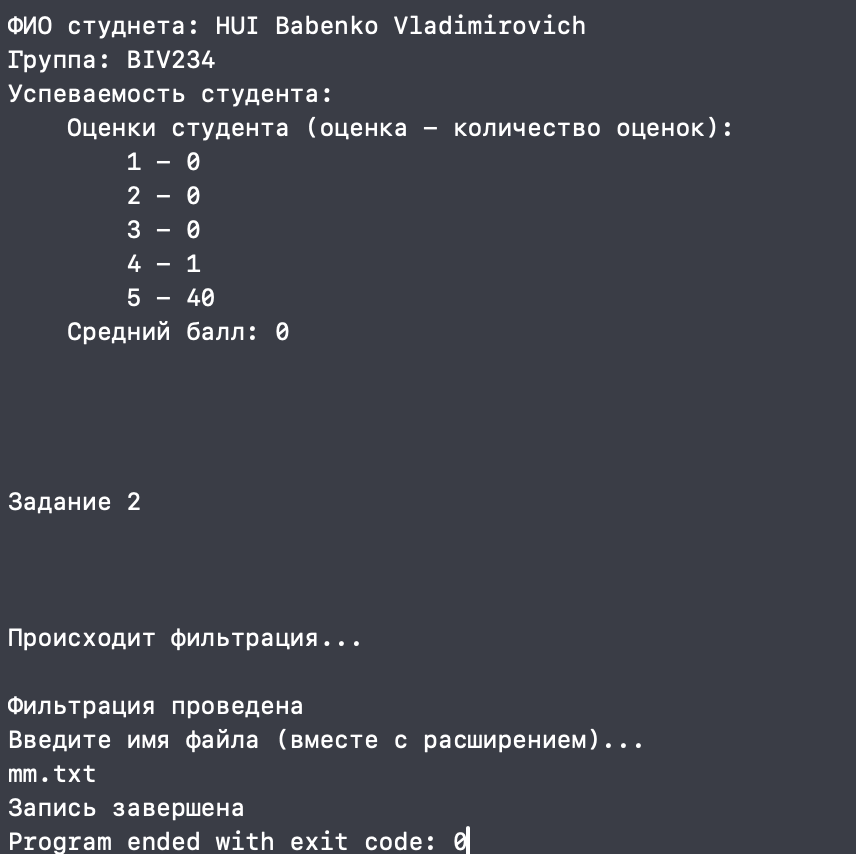 ФИО студнета: HUI Babenko Vladimirovich
Группа: BIV234
Успеваемость студента:
Оценки студента (оценка – количество оценок):
1 – 0
2 – 0
3 – 0
4 – 1
5 – 40
Средний балл: 0
Задание 2
Происходит фильтрация...
Фильтрация проведена
Введите имя файла (вместе с расширением)...
mm.txt
Запись завершена
Program ended with exit code: 0